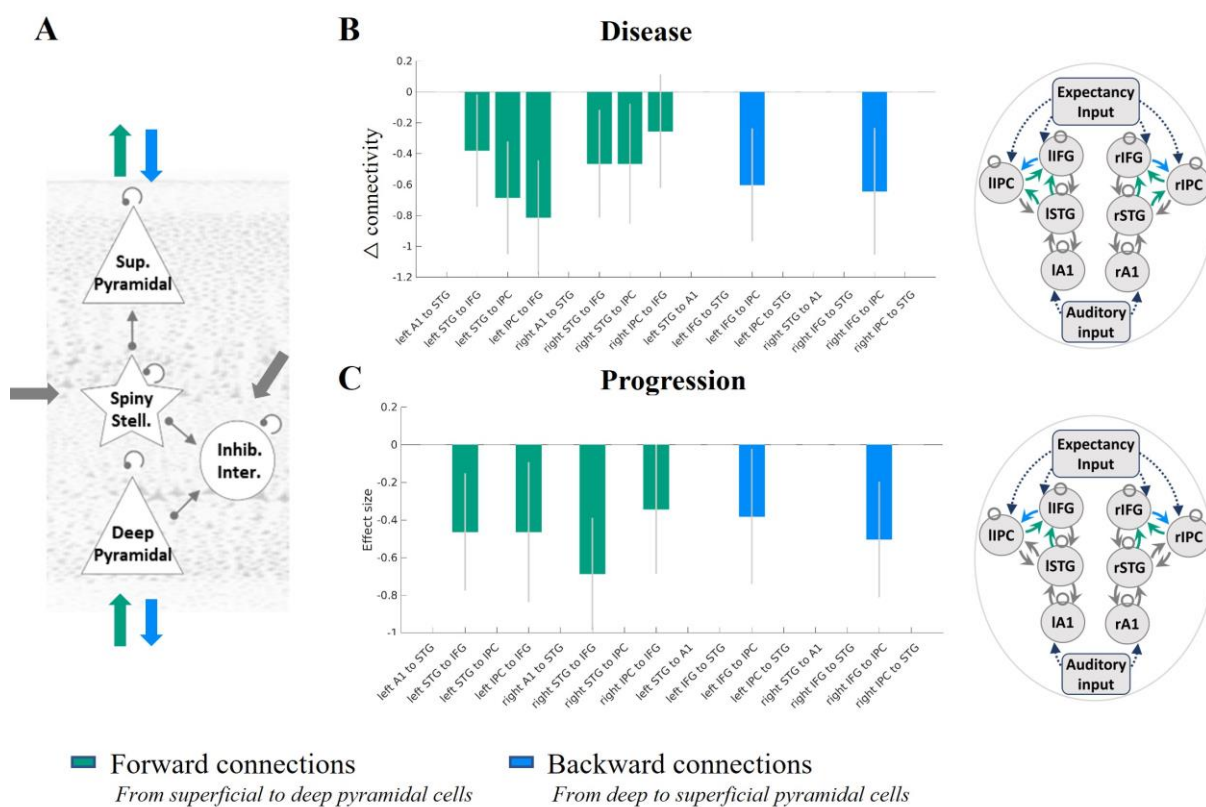 A
Sup.
Pyramidal
Spiny
Stell.
Inhib.
Inter.
Deep
Pyramidal
B
Disease
0.2
0
-0.2
-0.4
-0.6
-0.8
-1
-1.2
△ connectivity
left A1 to STG
left STG to IFG
left STG to IPC
left IPC to IFG
right A1 to STG
right STG to IFG
right STG to IPC
right IPC to IFG
left STG to A1
left IFG to STG
left IFG to IPC
left IPC to STG
right STG to A1
right IFG to STG
right IFG to IPC
right IPC to STG
Expectancy
Input
lIFG
rIFG
lIPC
rIPC
lSTG
rSTG
lA1
rA1
Auditory
input
C
Progression
0
-0.2
-0.4
-0.6
-0.8
-1
Effect size
left A1 to STG
left STG to IFG
left STG to IPC
left IPC to IFG
right A1 to STG
right STG to IFG
right STG to IPC
right IPC to IFG
left STG to A1
left IFG to STG
left IFG to IPC
left IPC to STG
right STG to A1
right IFG to STG
right IFG to IPC
right IPC to STG
Expectancy
Input
lIFG
rIFG
lIPC
rIPC
lSTG
rSTG
lA1
rA1
Auditory
input
Forward connections
From superficial to deep pyramidal cells
Backward connections
From deep to superficial pyramidal cells